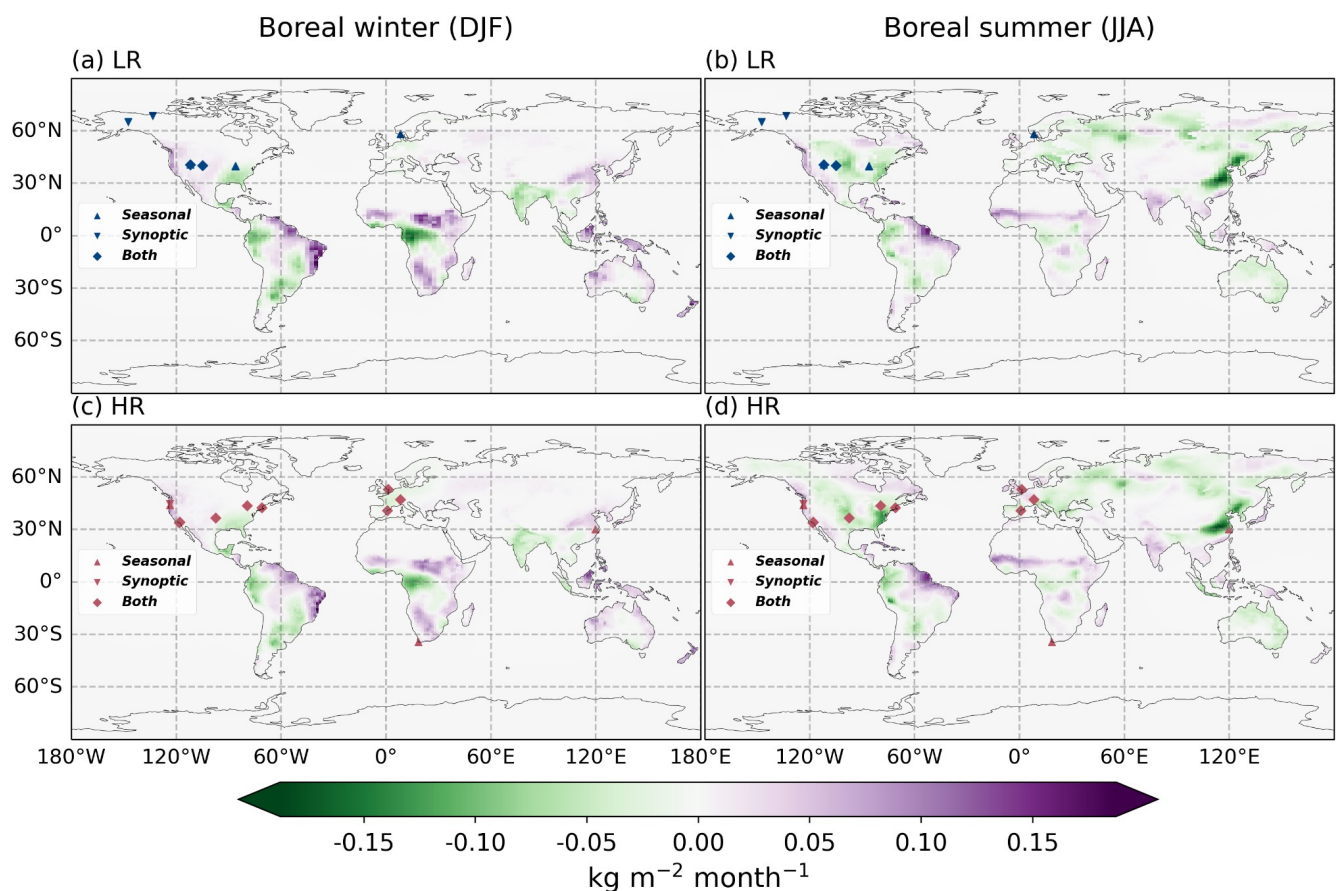 Boreal winter (DJF)
Boreal summer (JJA)
(a) LR
(b) LR
60°N
30°N
0°
30°S
60°S
Seasonal
Synoptic
Both
Seasonal
Synoptic
Both
(c) HR
(d) HR
60°N
30°N
0°
30°S
60°S
Seasonal
Synoptic
Both
Seasonal
Synoptic
Both
180°W 120°W 60°W 0° 60°E 120°E 180°E
120°W 60°W 0° 60°E 120°E
-0.15 -0.10 -0.05 0.00 0.05 0.10 0.15
kg m⁻² month⁻¹